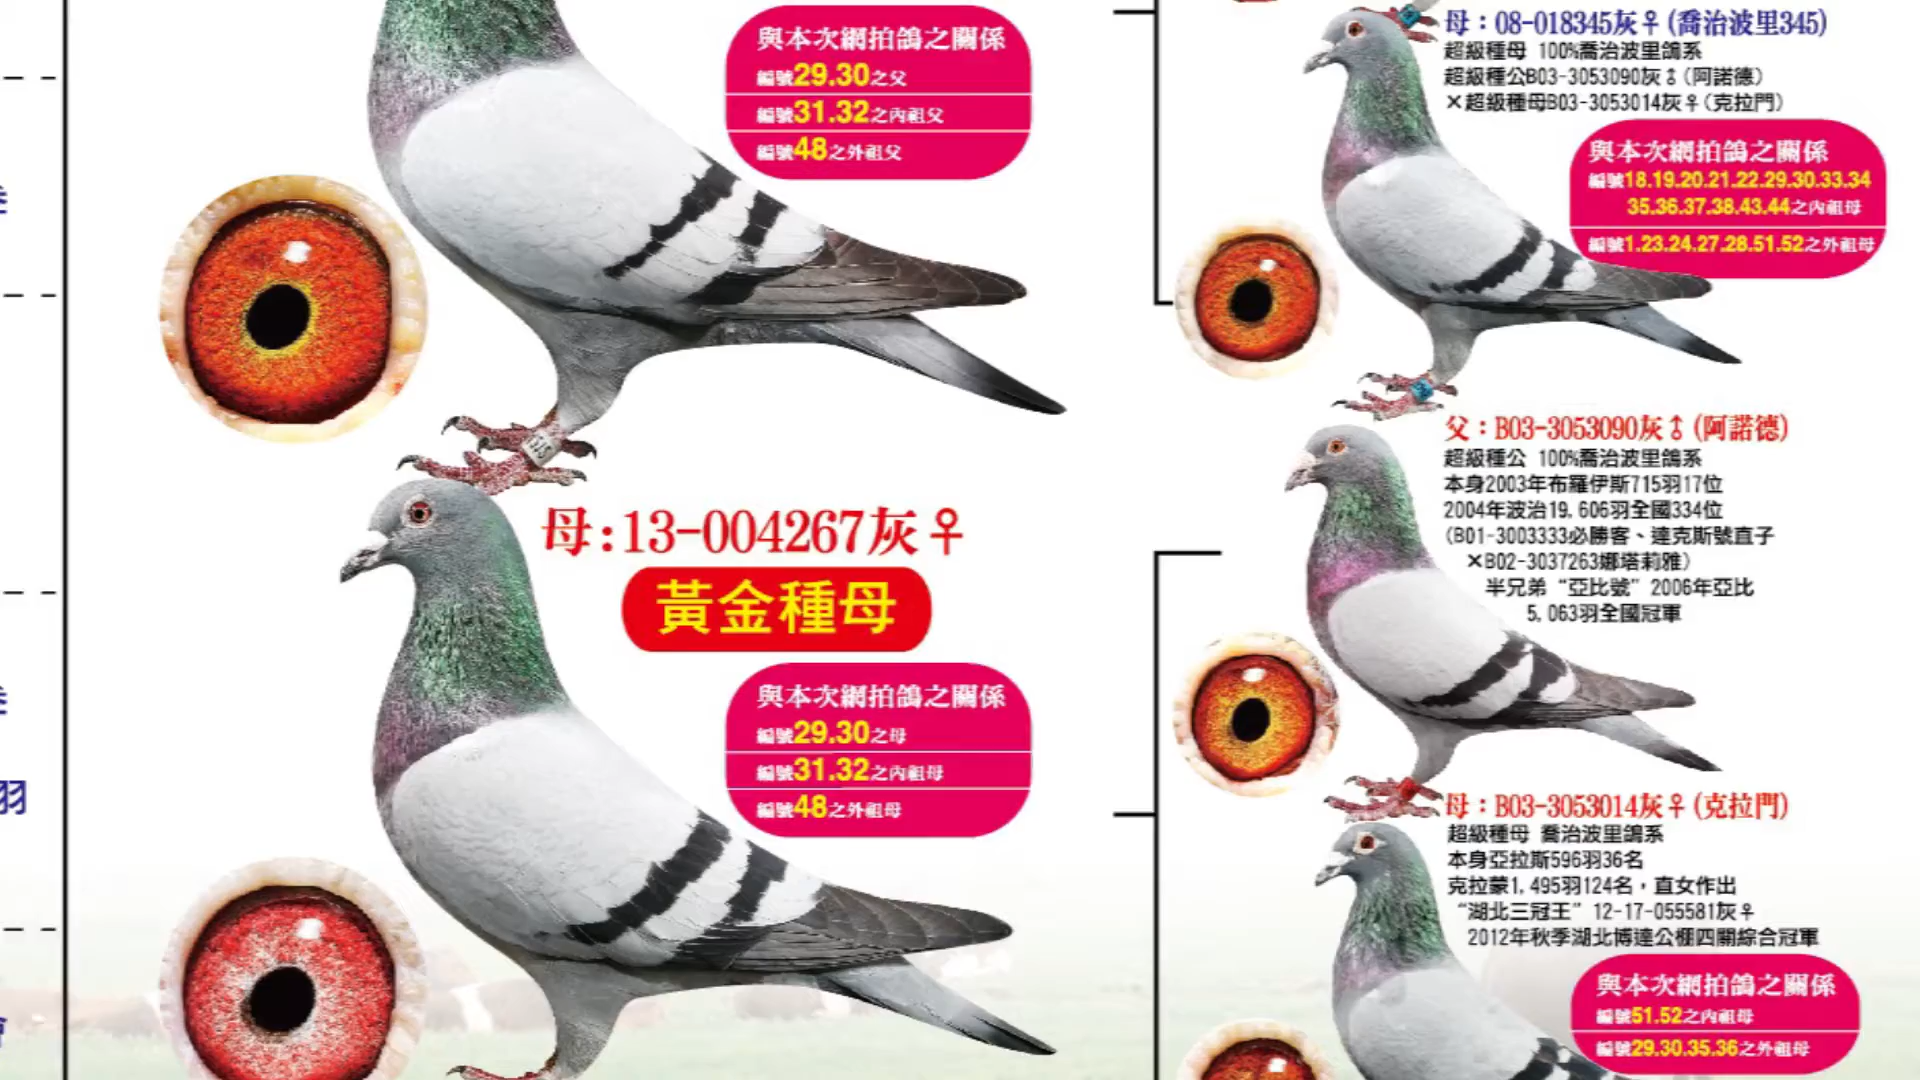 與本次網拍鴿之關係
編號29.30之父
編號31.32之內祖父
編號48之外祖父
母:13-004267灰♀
黃金種母
與本次網拍鴿之關係
編號29.30之母
編號31.32之內祖母
編號48之外祖母
母：08-018345灰♀(喬治波里345)
超級種母 100%喬治波里鴿系
超級種公B03-3053090灰♂(阿諾德)
×超級種母B03-3053014灰♀(克拉門)
與本次網拍鴿之關係
編號18.19.20.21.22.29.30.33.34
35.36.37.38.43.44之內祖母
編號1.23.24.27.28.51.52之外祖母
父：B03-3053090灰♂(阿諾德)
超級種公 100%喬治波里鴿系
本身2003年布羅伊斯715羽17位
2004年波治19,606羽全國334位
(B01-3003333必勝客、達克斯號直子
×B02-3037263娜塔莉雅)
半兄弟“亞比號”2006年亞比
5,063羽全國冠軍
母：B03-3053014灰♀(克拉門)
超級種母 喬治波里鴿系
本身亞拉斯596羽36名
克拉蒙1,495羽124名，直女作出
“湖北三冠王”12-17-055581灰♀
2012年秋季湖北博達公棚四關綜合冠軍
與本次網拍鴿之關係
編號51.52之內祖母
編號29.30.35.36之外祖母
羽